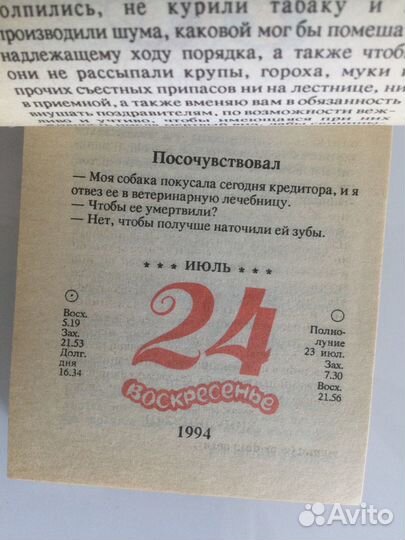 олпились, не курили табаку и
производили шума, каковой мог бы помеша
надлежащему ходу порядка, а также чтоб
они не рассыпали крупы, гороха, муки
прочих съестных припасов ни на лестнице, ни
в приемной, а также вменяю вам в обязанность
внушать поздравителям, по возможности веж-
Посочувствовал
— Моя собака покусала сегодня кредитора, и я
отвез ее в ветеринарную лечебницу.
— Чтобы ее умертвили?
— Нет, чтобы получше наточили ей зубы.
*** ИЮЛЬ ***
24
воскресенье
1994
Восх.
5.19
Зах.
21.53
Долг.
дня
16.34
Полно-
луние
23 июл.
Зах.
7.30
Восх.
21.56
Avito